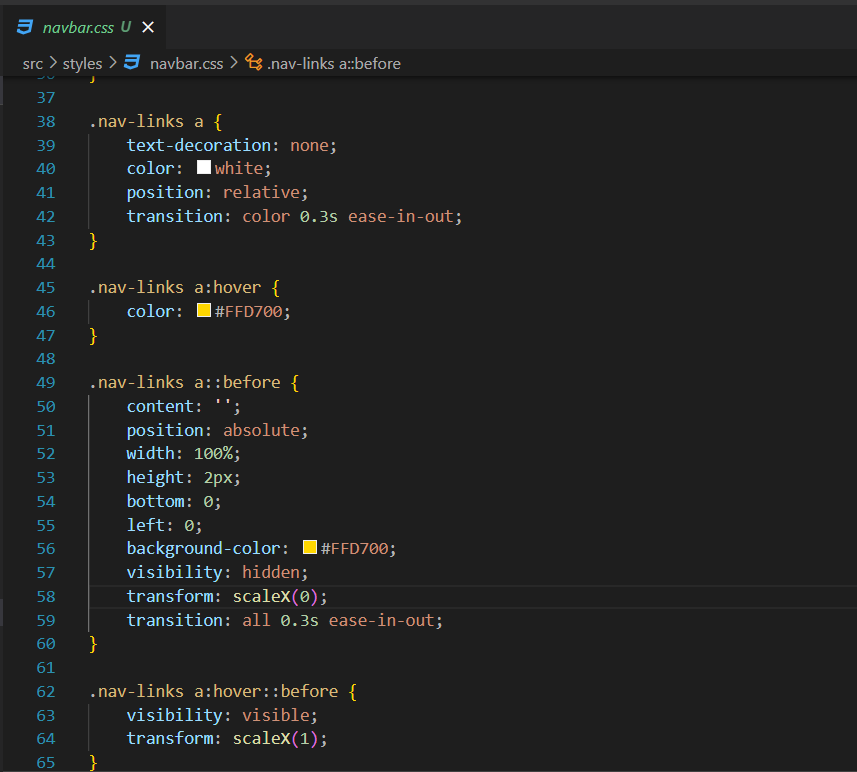 navbar.css U
src > styles > navbar.css > .nav-links a::before
36 }
37
38 .nav-links a {
39 text-decoration: none;
40 color: white;
41 position: relative;
42 transition: color 0.3s ease-in-out;
43 }
44
45 .nav-links a:hover {
46 color: #FFD700;
47 }
48
49 .nav-links a::before {
50 content: '';
51 position: absolute;
52 width: 100%;
53 height: 2px;
54 bottom: 0;
55 left: 0;
56 background-color: #FFD700;
57 visibility: hidden;
58 transform: scaleX(0);
59 transition: all 0.3s ease-in-out;
60 }
61
62 .nav-links a:hover::before {
63 visibility: visible;
64 transform: scaleX(1);
65 }